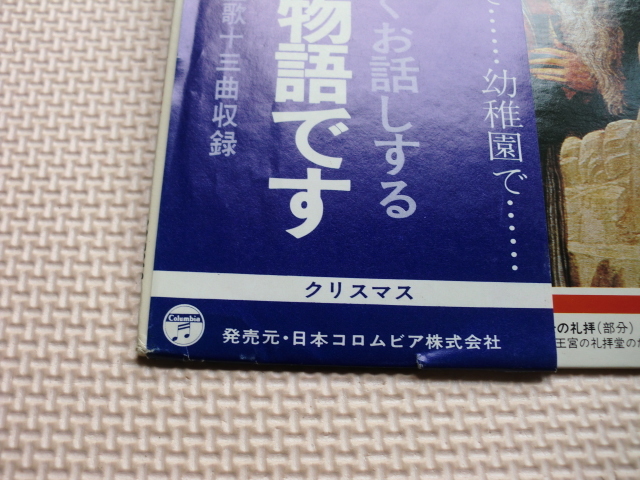 で……幼稚園で……
くお話しする
物語です
歌十三曲収録
クリスマス
Columbia
発売元・日本コロムビア株式会社
の礼拝(部分)
王宮の礼拝堂の